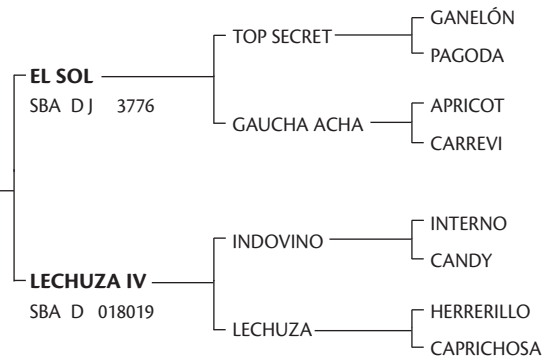 GANELÓN
TOP SECRET
PAGODA
EL SOL
SBA D J 3776
APRICOT
GAUCHA ACHA
CARREVI
INTERNO
INDOVINO
CANDY
LECHUZA IV
SBA D 018019
HERRERILLO
LECHUZA
CAPRICHOSA